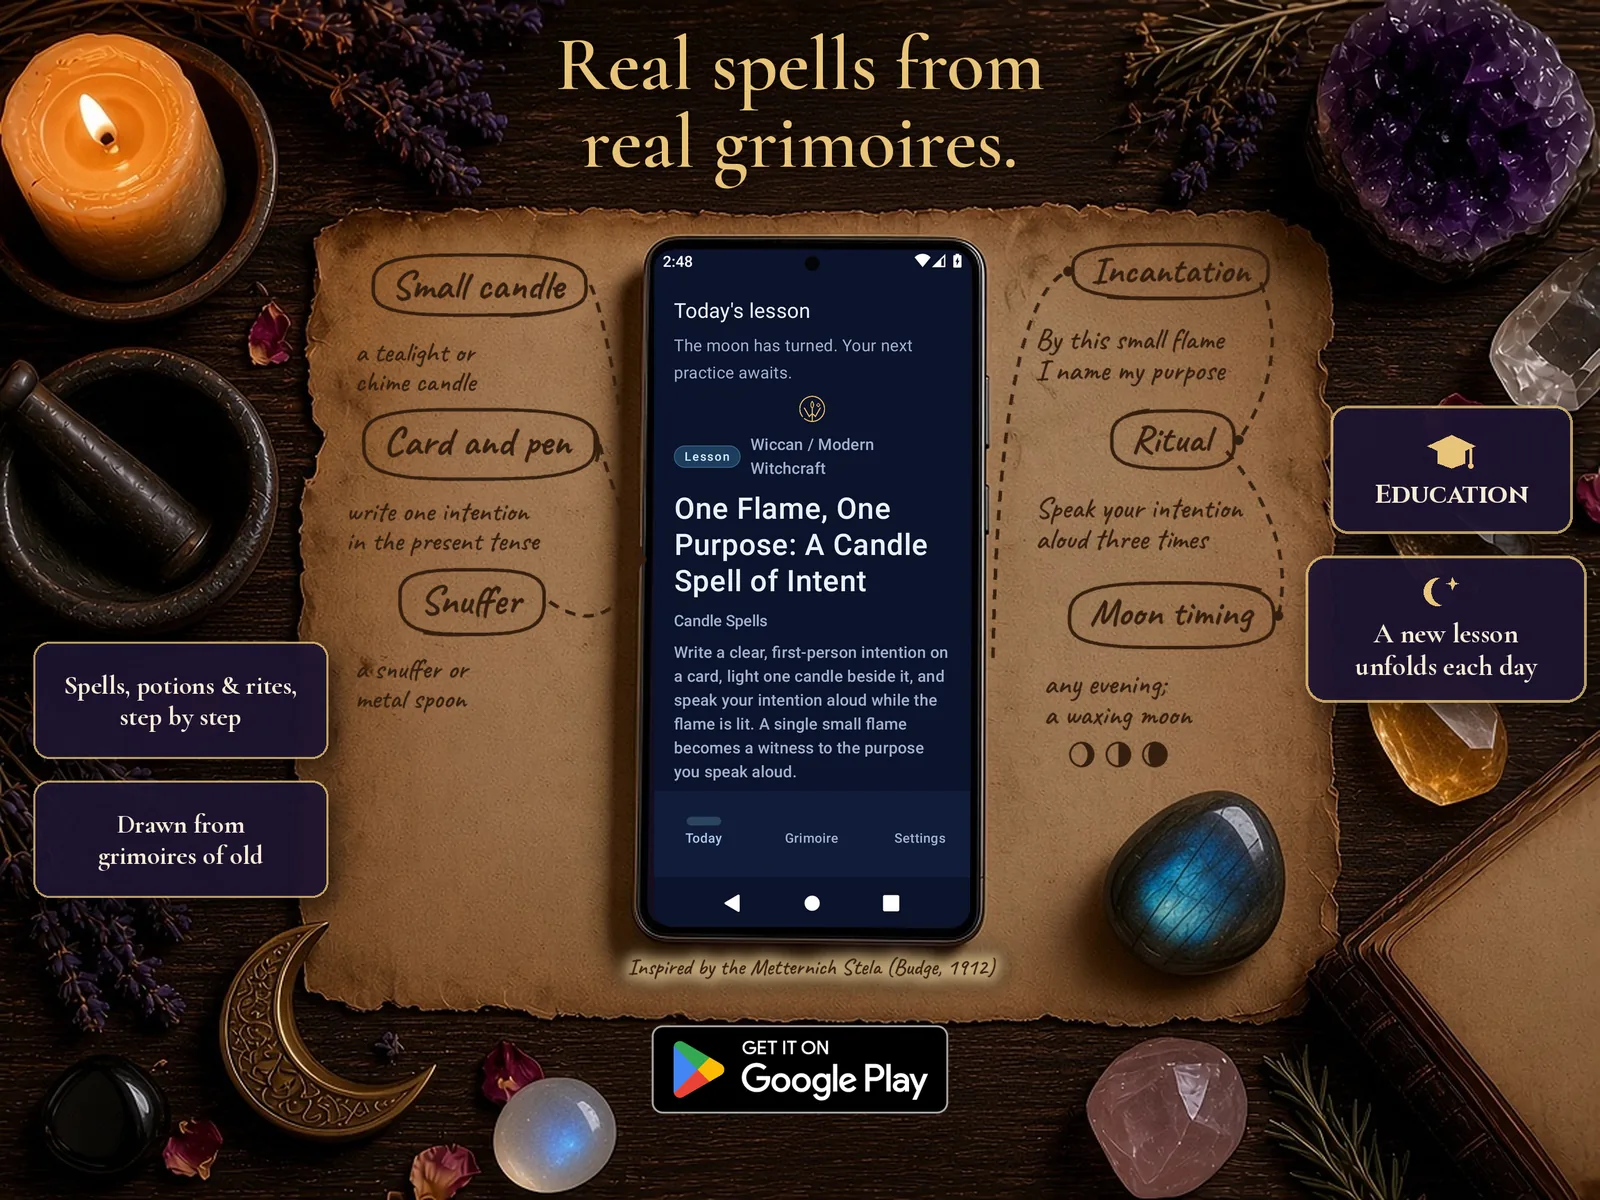 Real spells from
real grimoires.
Small candle
a tealight or
chime candle
Card and pen
write one intention
in the present tense
Snuffer
a snuffer or
metal spoon
Spells, potions & rites,
step by step
Drawn from
grimoires of old
2:48
Today's lesson
The moon has turned. Your next
practice awaits.
Lesson
Wiccan / Modern
Witchcraft
One Flame, One
Purpose: A Candle
Spell of Intent
Candle Spells
Write a clear, first-person intention on
a card, light one candle beside it, and
speak your intention aloud while the
flame is lit. A single small flame
becomes a witness to the purpose
you speak aloud.
Today
Grimoire
Settings
Incantation
By this small flame
I name my purpose
Ritual
Speak your intention
aloud three times
Moon timing
any evening;
a waxing moon
EDUCATION
A new lesson
unfolds each day
Inspired by the Metternich Stela (Budge, 1912)
GET IT ON
Google Play